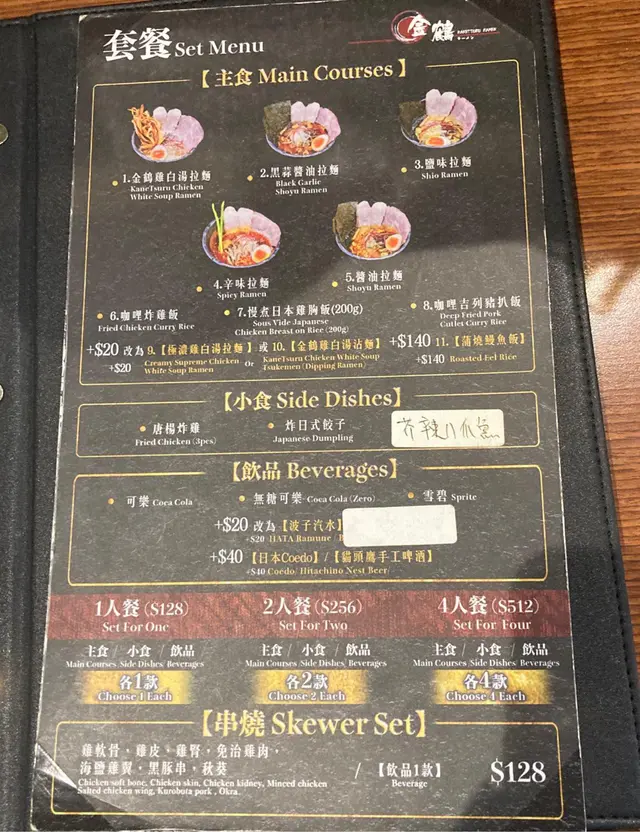 套餐 Set Menu
金鶴
KANETSURU RAMEN
【主食 Main Courses】
1.金鶴雞白湯拉麵
KaneTsuru Chicken
White Soup Ramen
2.黑蒜醬油拉麵
Black Garlic
Shoyu Ramen
3.鹽味拉麵
Shio Ramen
4.辛味拉麵
Spicy Ramen
5.醬油拉麵
Shoyu Ramen
6.咖哩炸雞飯
Fried Chicken Curry Rice
7.慢煮日本雞胸飯(200g)
Sous Vide Japanese
Chicken Breast on Rice (200g)
8.咖哩吉列豬扒飯
Deep Fried Pork
Cutlet Curry Rice
+$20 改為 9.【極濃雞白湯拉麵】或 10.【金鶴雞白湯沾麵】 +$140 11.【蒲燒鰻魚飯】
+$20 Creamy Supreme Chicken
White Soup Ramen
Or KaneTsuru Chicken White Soup
Tsukemen (Dipping Ramen)
+$140 Roasted Eel Rice
【小食 Side Dishes】
唐楊炸雞
Fried Chicken (3pcs)
炸日式餃子
Japanese Dumpling
芥辣八爪魚
【飲品 Beverages】
可樂 Coca Cola
無糖可樂 Coca Cola (Zero)
雪碧 Sprite
+$20 改為【波子汽水】
+$20 HATA Ramune /
+$40【日本Coedo】/【貓頭鷹手工啤酒】
+$40 Coedo/ Hitachino Nest Beer/
1人餐 ($128)
Set For One
2人餐 ($256)
Set For Two
4人餐 ($512)
Set For Four
主食 / 小食 / 飲品
Main Courses/ Side Dishes/ Beverages
主食 / 小食 / 飲品
Main Courses/ Side Dishes/ Beverages
主食 / 小食 / 飲品
Main Courses/ Side Dishes/ Beverages
各1款
Choose 1 Each
各2款
Choose 2 Each
各4款
Choose 4 Each
【串燒 Skewer Set】
雞軟骨，雞皮，雞腎，免治雞肉，
海鹽雞翼，黑豚串，秋葵
Chicken soft bone, Chicken skin, Chicken kidney, Minced chicken
Salted chicken wing, Kurobuta pork, Okra
/【飲品1款】
Beverage
$128